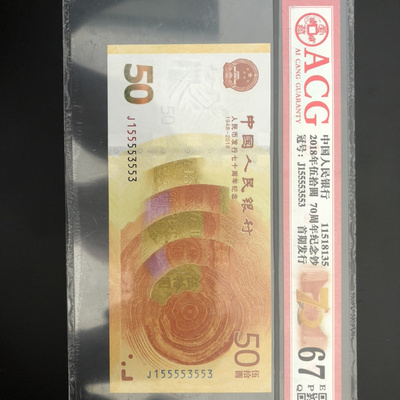 50
J155553553
中国人民银行
人民币发行七十周年纪念
1948-2018
50
伍拾圆
J155553553
ACG
AI CANG GUARANTY
中国人民银行 11518135
2018年伍拾圆 70周年纪念钞
冠号: J155553553 首期发行
67
E
P
Q